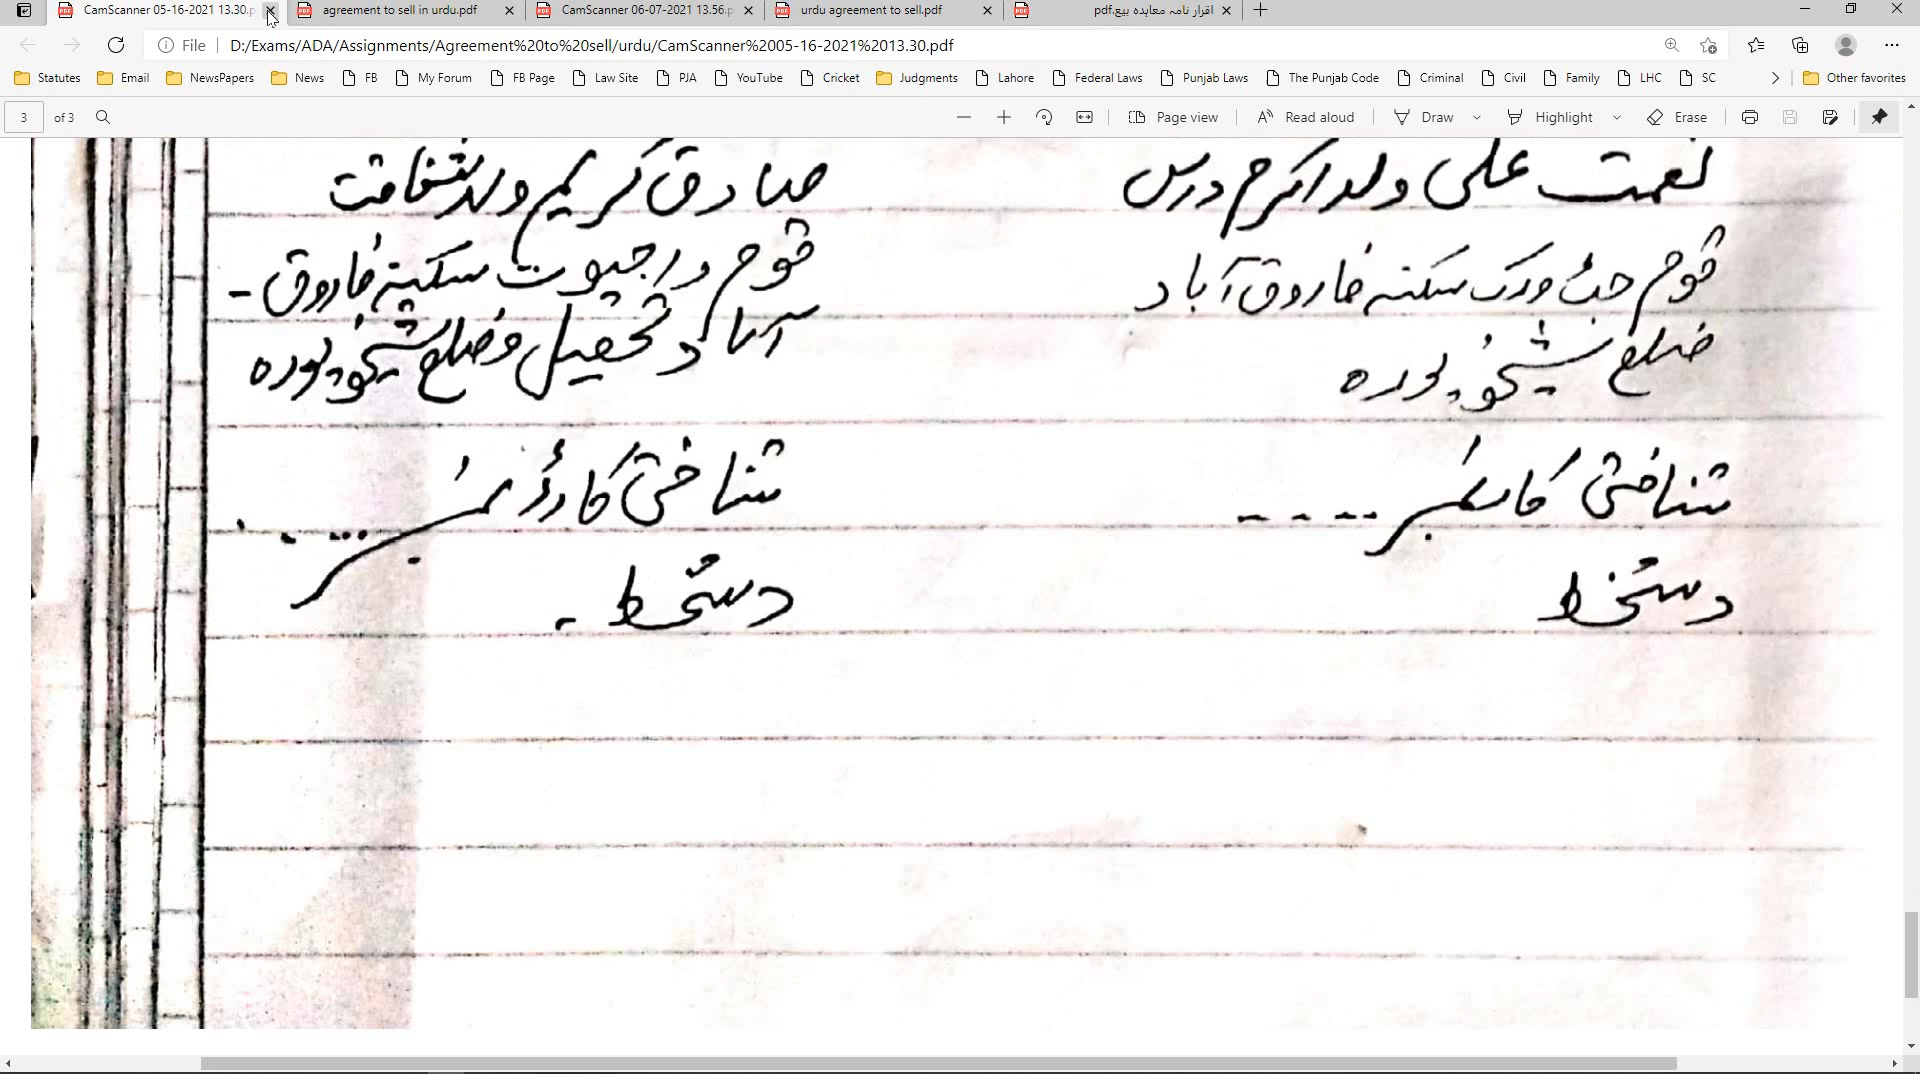 CamScanner 05-16-2021 13.30.p
agreement to sell in urdu.pdf
CamScanner 06-07-2021 13.56.p
urdu agreement to sell.pdf
اقرار نامہ معاہدہ بیع.pdf
File D:/Exams/ADA/Assignments/Agreement%20to%20sell/urdu/CamScanner%2005-16-2021%2013.30.pdf
Statutes Email NewsPapers News FB My Forum FB Page Law Site PJA YouTube Cricket Judgments Lahore Federal Laws Punjab Laws The Punjab Code Criminal Civil Family LHC SC Other favorites
3 of 3 Page view Read aloud Draw Highlight Erase
نعمت علی ولد اکرم درس
قوم جٹ ورک سکنہ فاروق آباد
ضلع شیخوپورہ
شناختی کارنمبر ----
دستخط
صادق کریم ولد شفاقت
قوم راجپوت سکینہ فاروق -
آباد تحصیل و ضلع شیخوپورہ
شناختی کارڈ نمبر .....
دستخط -